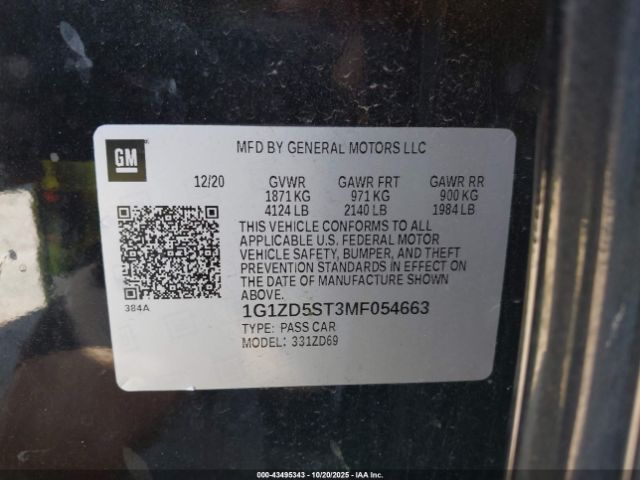 GM
MFD BY GENERAL MOTORS LLC
12/20 GVWR GAWR FRT GAWR RR
1871 KG 971 KG 900 KG
4124 LB 2140 LB 1984 LB
THIS VEHICLE CONFORMS TO ALL
APPLICABLE U.S. FEDERAL MOTOR
VEHICLE SAFETY, BUMPER, AND THEFT
PREVENTION STANDARDS IN EFFECT ON
THE DATE OF MANUFACTURE SHOWN
ABOVE.
384A
1G1ZD5ST3MF054663
TYPE: PASS CAR
MODEL: 331ZD69
000-43495343 - 10/20/2025 - IAAI, Inc.